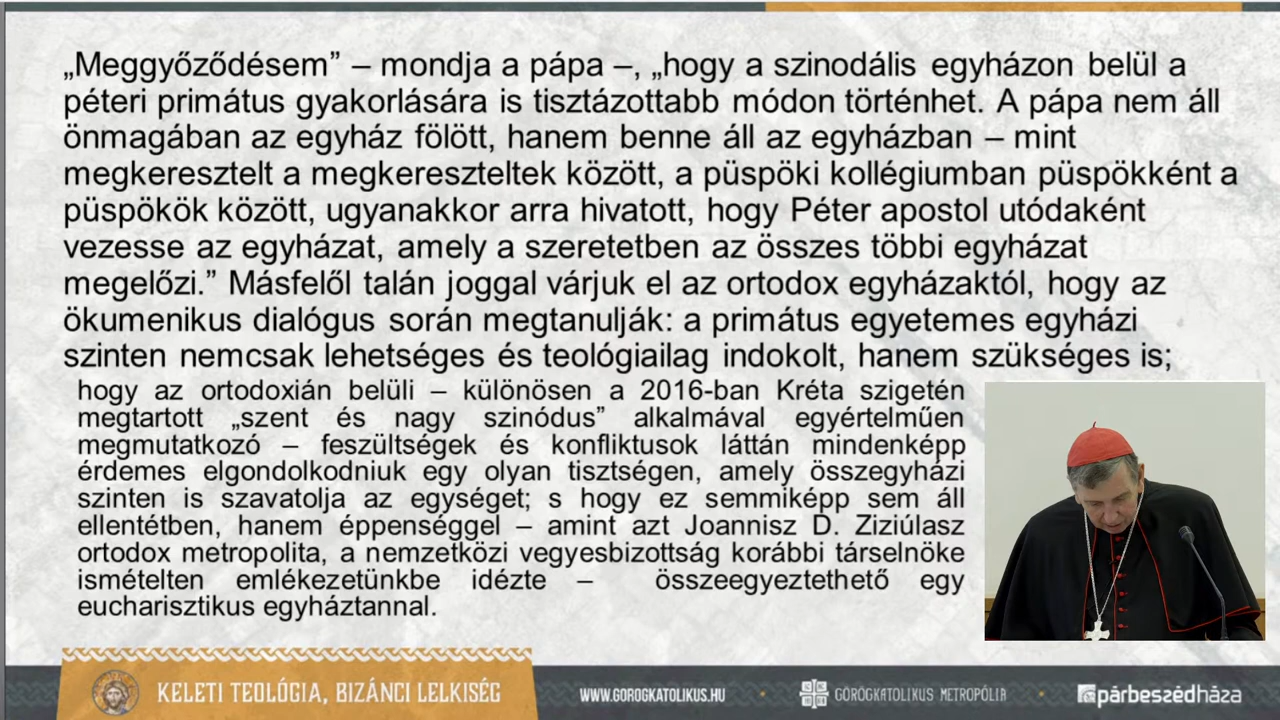 „Meggyőződésem” – mondja a pápa –, „hogy a szinodális egyházon belül a
péteri primátus gyakorlására is tisztázottabb módon történhet. A pápa nem áll
önmagában az egyház fölött, hanem benne áll az egyházban – mint
megkeresztelt a megkereszteltek között, a püspöki kollégiumban püspökként a
püspökök között, ugyanakkor arra hivatott, hogy Péter apostol utódaként
vezesse az egyházat, amely a szeretetben az összes többi egyházat
megelőzi.” Másfelől talán joggal várjuk el az ortodox egyházaktól, hogy az
ökumenikus dialógus során megtanulják: a primátus egyetemes egyházi
szinten nemcsak lehetséges és teológiailag indokolt, hanem szükséges is;
hogy az ortodoxián belüli – különösen a 2016-ban Kréta szigetén
megtartott „szent és nagy szinódus” alkalmával egyértelműen
megmutatkozó – feszültségek és konfliktusok láttán mindenképp
érdemes elgondolkodniuk egy olyan tisztségen, amely összegyházi
szinten is szavatolja az egységet; s hogy ez semmiképp sem áll
ellentétben, hanem éppenséggel – amint azt Joannisz D. Ziziúlasz
ortodox metropolita, a nemzetközi vegyesbizottság korábbi társelnöke
ismételten emlékezetünkbe idézte – összeegyeztethető egy
eucharisztikus egyháztannal.
KELETI TEOLÓGIA, BIZÁNCI LELKISÉG
WWW.GOROGKATOLIKUS.HU
GÖRÖGKATOLIKUS METROPÓLIA
párbeszédháza